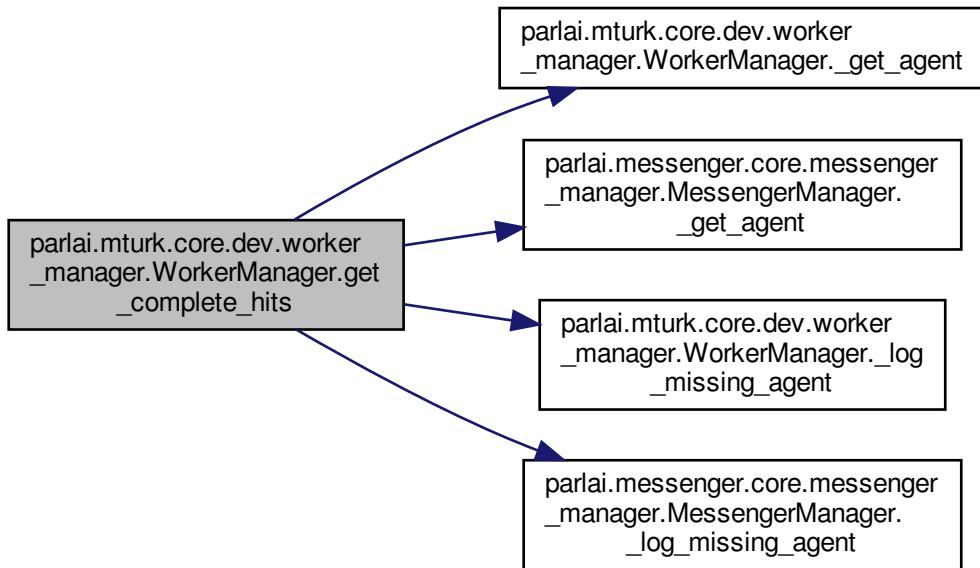 parlai.mturk.core.dev.worker
_manager.WorkerManager._get_agent
parlai.messenger.core.messenger
_manager.MessengerManager.
_get_agent
parlai.mturk.core.dev.worker
_manager.WorkerManager.get
_complete_hits
parlai.mturk.core.dev.worker
_manager.WorkerManager._log
_missing_agent
parlai.messenger.core.messenger
_manager.MessengerManager.
_log_missing_agent